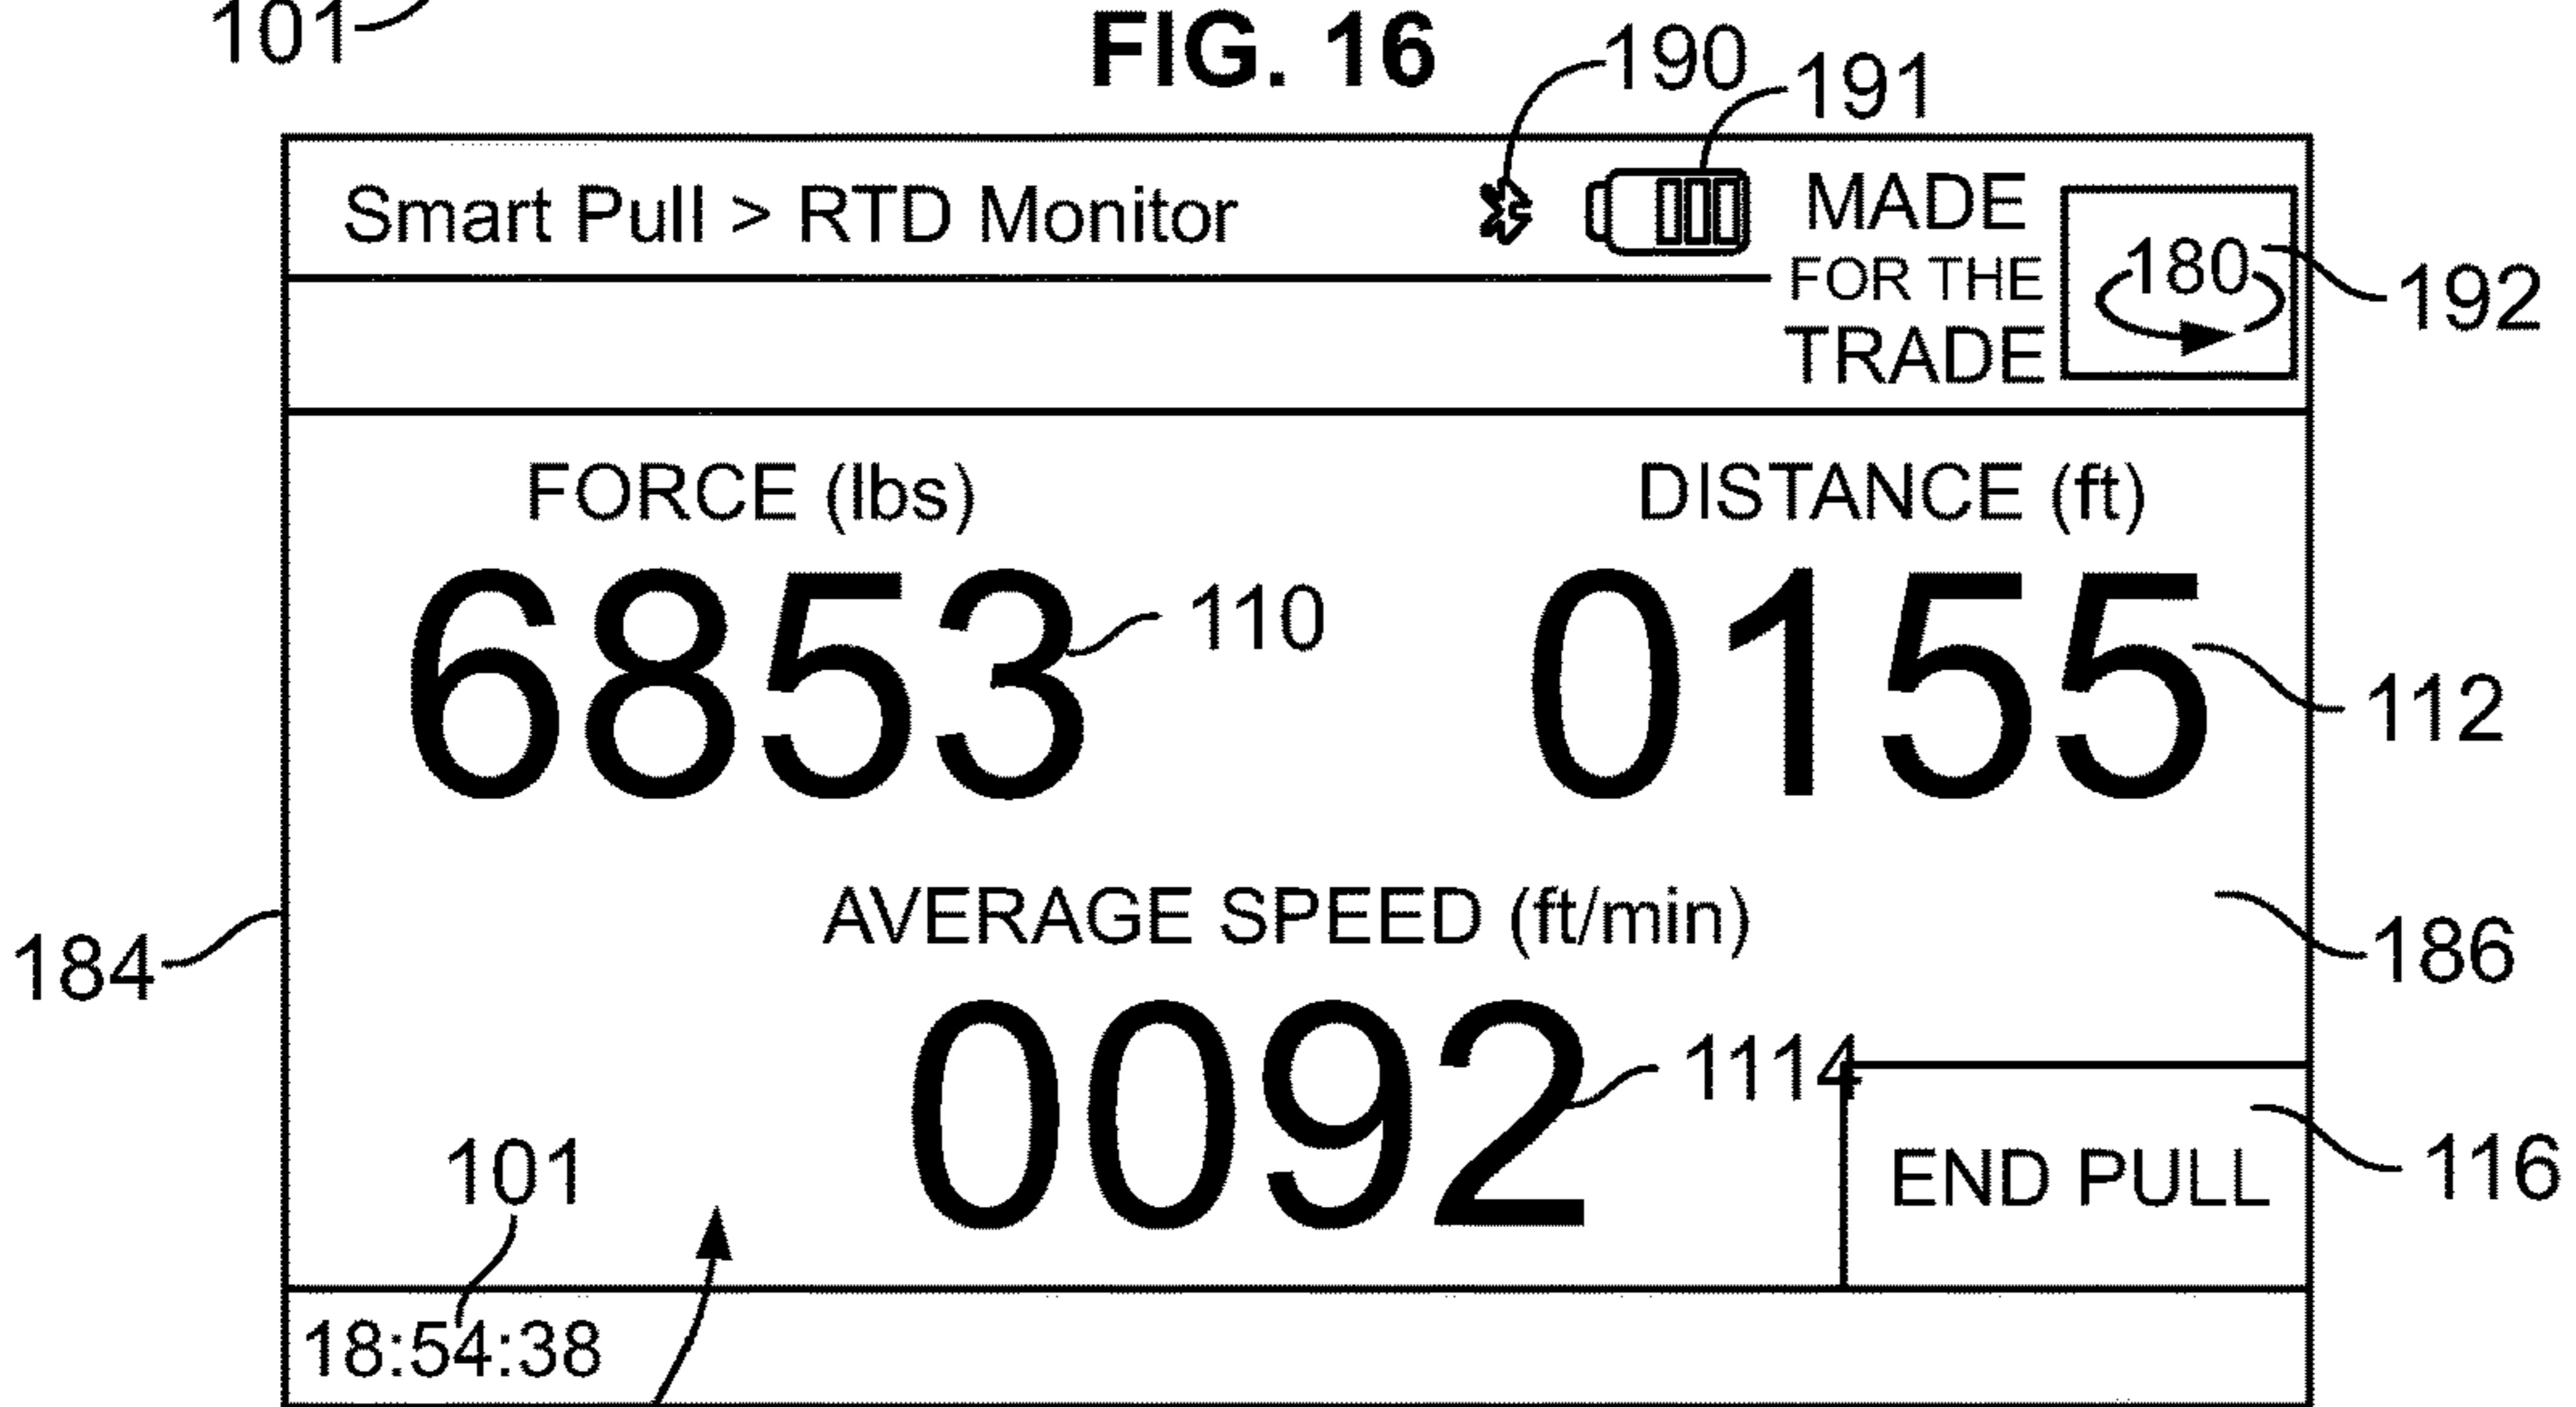 101
FIG. 16
190
191
Smart Pull > RTD Monitor
MADE
FOR THE
TRADE
180
192
FORCE (lbs)
DISTANCE (ft)
6853
110
0155
112
AVERAGE SPEED (ft/min)
184
186
0092
1114
101
END PULL
116
18:54:38